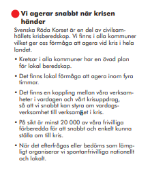 Vi agerar snabbt när krisen
händer
Svenska Röda Korset är en del av civilsam-
hällets krisberedskap. Vi finns i alla kommuner
vilket ger oss förmåga att agera vid kris i hela
landet.
• Kretsar i alla kommuner har en övad plan
för lokal beredskap.
• Det finns lokal förmåga att agera inom fyra
timmar.
• Det finns en koppling mellan våra verksam-
heter i vardagen och vårt krisuppdrag,
så att vi snabbt kan styra om vardags-
verksamhet till verksamhet i kris.
• På sikt är minst 20 000 av våra frivilliga
förberedda för att snabbt och enkelt kunna
ställa om till kris.
• När det efterfrågas eller bedöms som lämp-
ligt organiserar vi spontanfrivilliga nationellt
och lokalt.